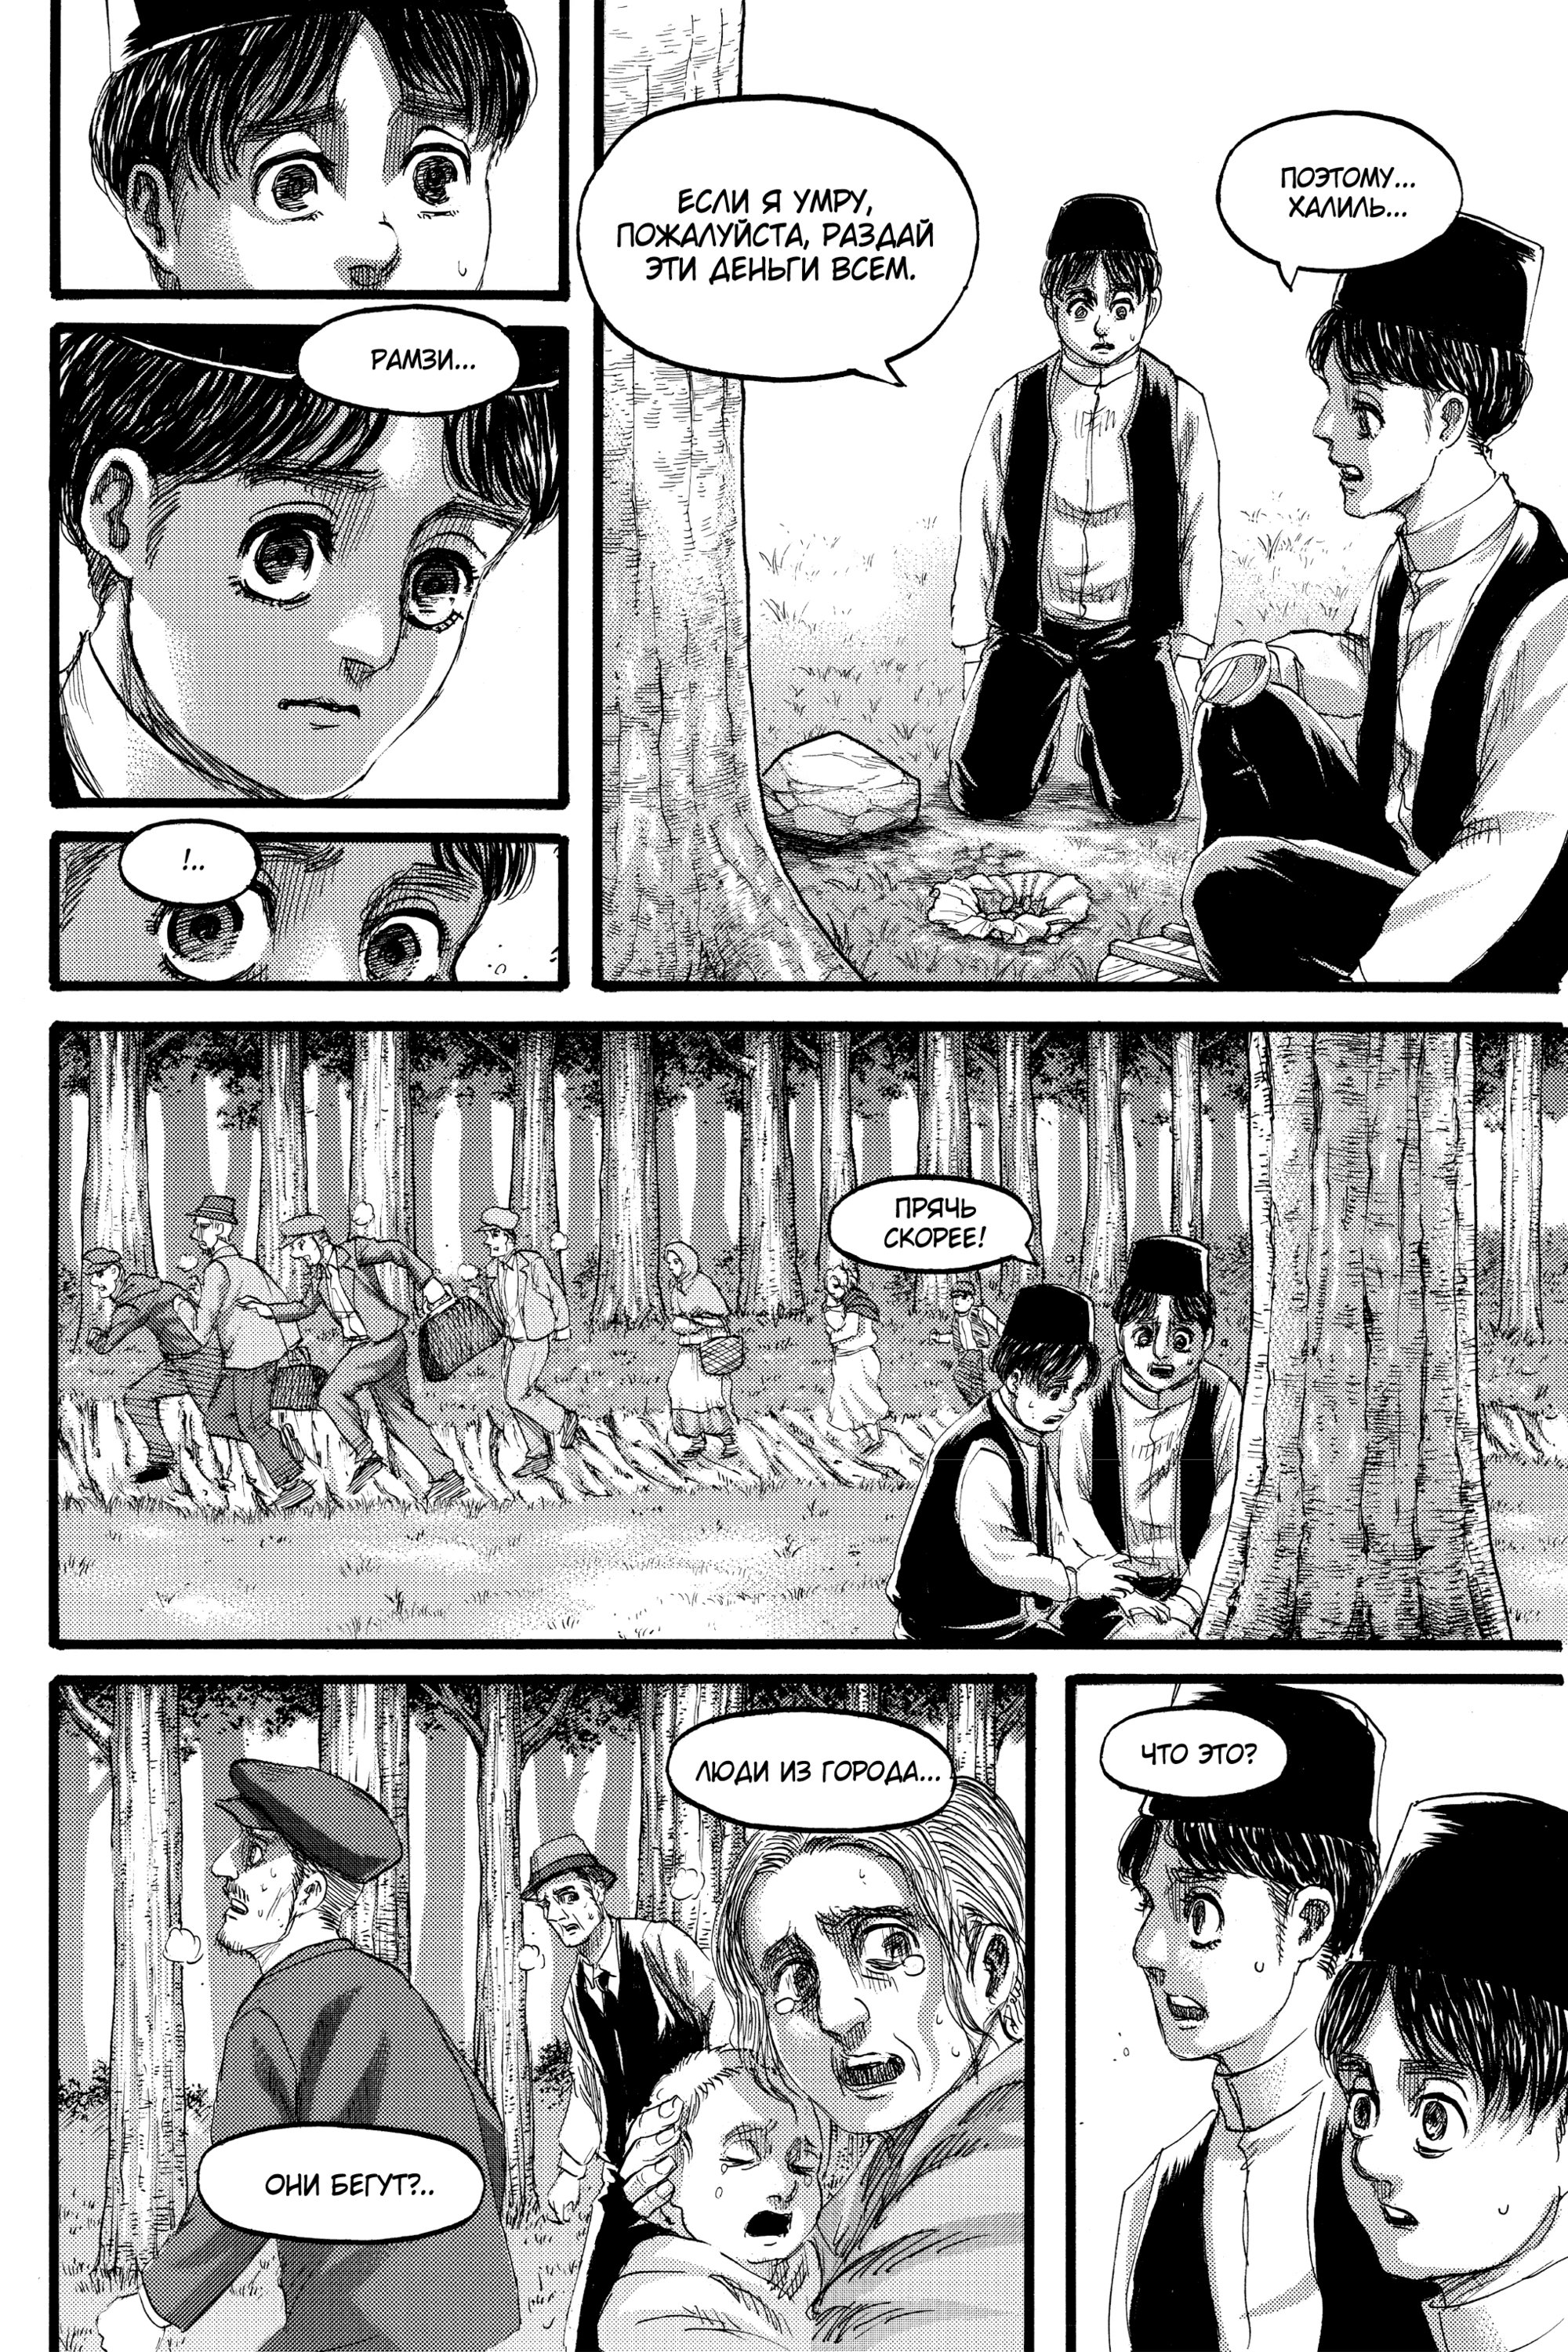 ПОЭТОМУ...
ХАЛИЛЬ...
ЕСЛИ Я УМРУ,
ПОЖАЛУЙСТА, РАЗДАЙ
ЭТИ ДЕНЬГИ ВСЕМ.
РАМЗИ...
!..
ПРЯЧЬ
СКОРЕЕ!
ЧТО ЭТО?
ЛЮДИ ИЗ ГОРОДА...
ОНИ БЕГУТ?..